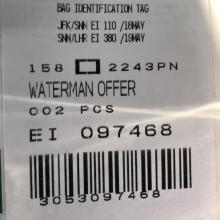 BAG IDENTIFICATION TAG
JFK/SNN EI 110 /18MAY
SNN/LHR EI 380 /19MAY
158 2243PN
WATERMAN OFFER
002 PCS
EI 097468
3053097468